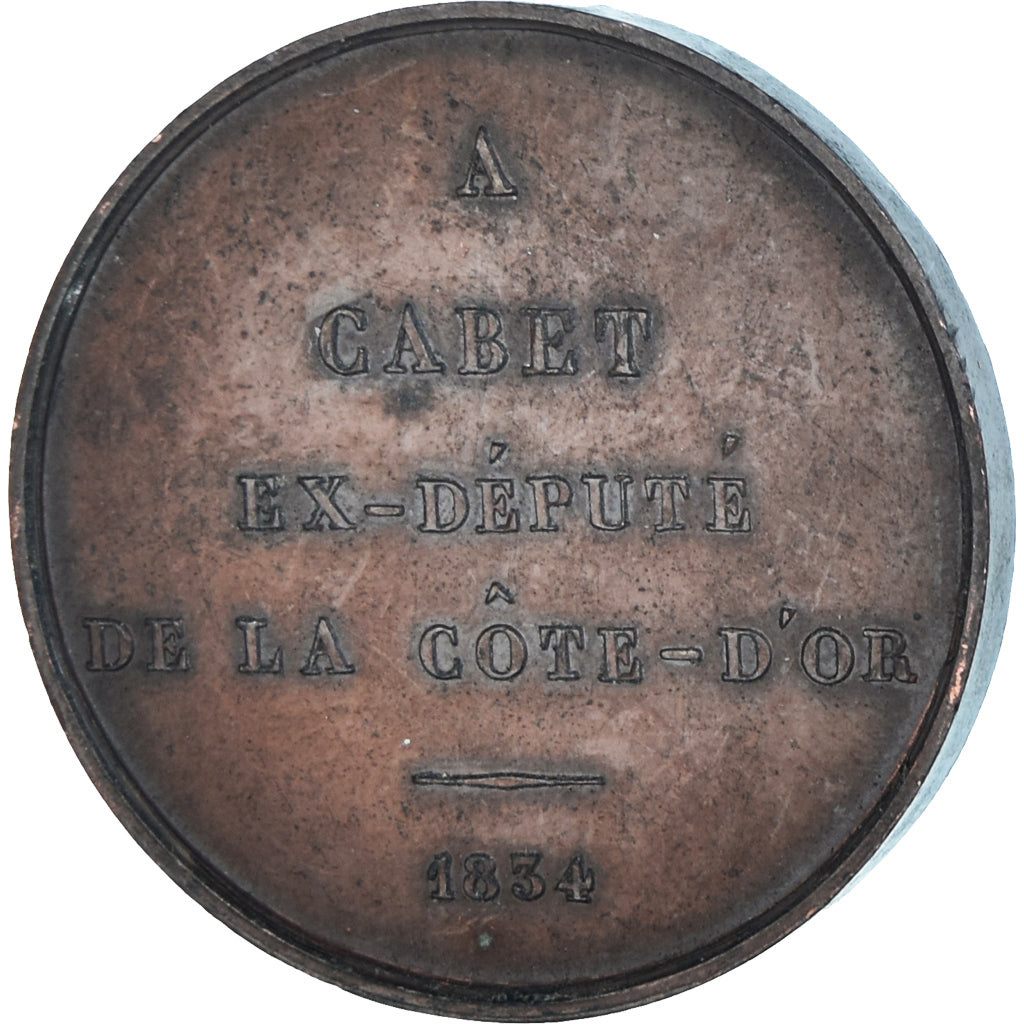 A
CABET
EX-DÉPUTÉ
DE LA CÔTE-D'OR
1834